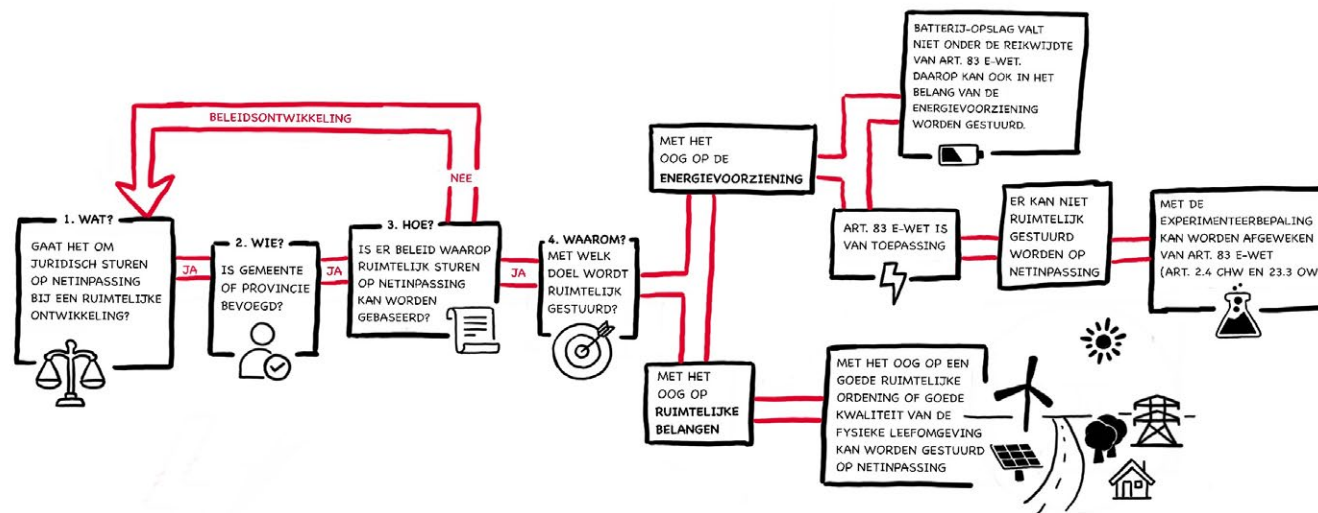 BELEIDSONTWIKKELING
NEE
1. WAT?
GAAT HET OM
JURIDISCH STUREN
OP NETINPASSING
BIJ EEN RUIMTELIJKE
ONTWIKKELING?
JA
2. WIE?
IS GEMEENTE
OF PROVINCIE
BEVOEGD?
JA
3. HOE?
IS ER BELEID WAAROP
RUIMTELIJK STUREN
OP NETINPASSING
KAN WORDEN
GEBASEERD?
JA
4. WAAROM?
MET WELK
DOEL WORDT
RUIMTELIJK
GESTUURD?
MET HET
OOG OP DE
ENERGIEVOORZIENING
BATTERIJ-OPSLAG VALT
NIET ONDER DE REIKWIJDTE
VAN ART. 83 E-WET.
DAAROP KAN OOK IN HET
BELANG VAN DE
ENERGIEVOORZIENING
WORDEN GESTUURD.
ART. 83 E-WET IS
VAN TOEPASSING
ER KAN NIET
RUIMTELIJK
GESTUURD
WORDEN OP
NETINPASSING
MET DE
EXPERIMENTEERBEPALING
KAN WORDEN AFGEWEKEN
VAN ART. 83 E-WET
(ART. 2.4 CHW EN 23.3 OW
MET HET
OOG OP
RUIMTELIJKE
BELANGEN
MET HET OOG OP EEN
GOEDE RUIMTELIJKE
ORDENING OF GOEDE
KWALITEIT VAN DE
FYSIEKE LEEFOMGEVING
KAN WORDEN GESTUURD
OP NETINPASSING